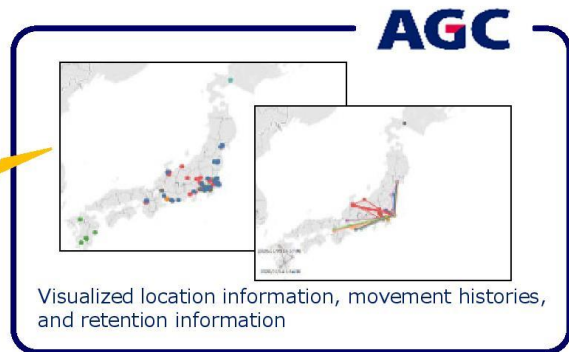 AGC
Visualized location information, movement histories,
and retention information